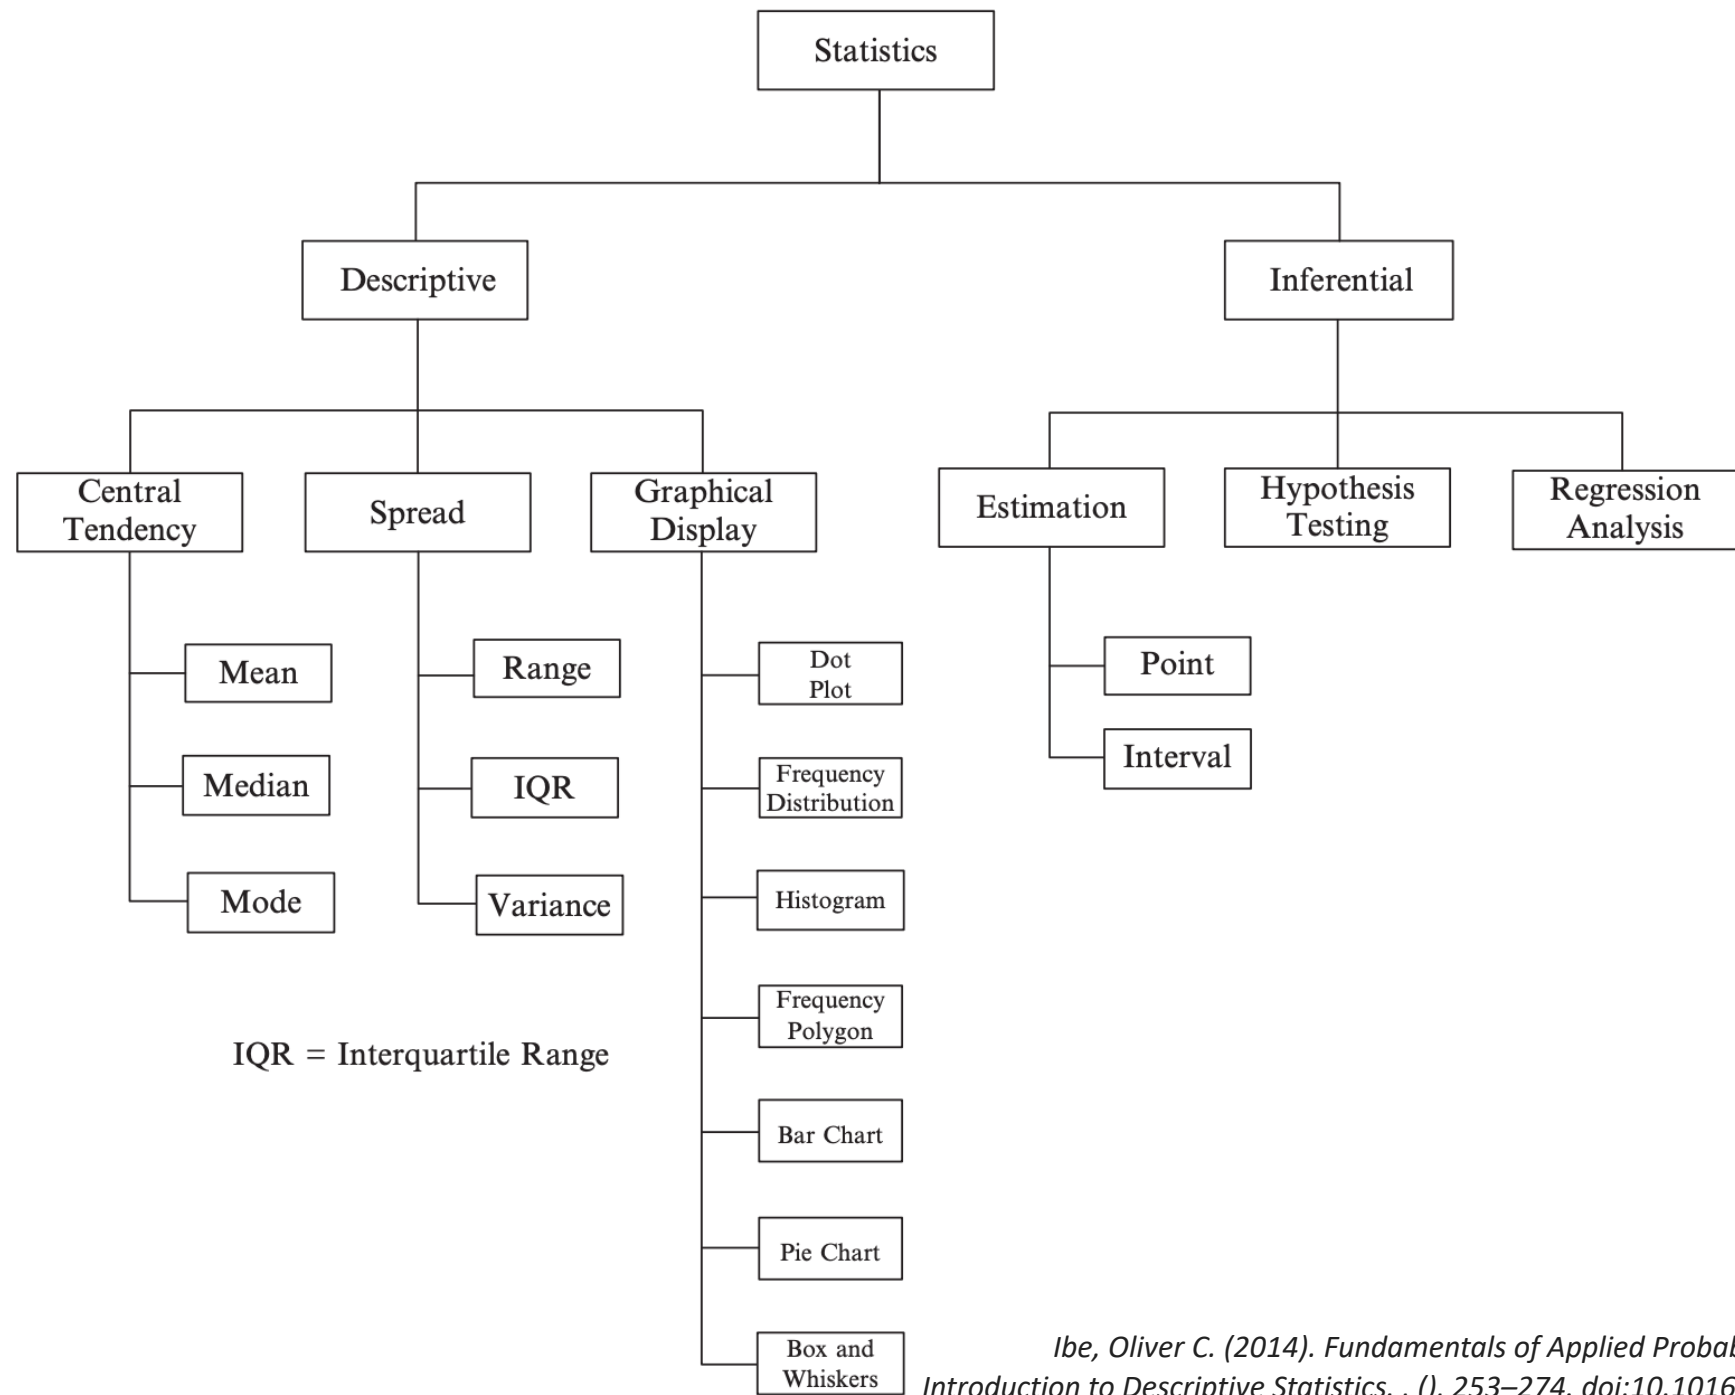 Statistics
Descriptive
Inferential
Central
Tendency
Spread
Graphical
Display
Estimation
Hypothesis
Testing
Regression
Analysis
Mean
Median
Mode
Range
IQR
Variance
Dot
Plot
Frequency
Distribution
Histogram
Frequency
Polygon
Bar Chart
Pie Chart
Box and
Whiskers
Point
Interval
IQR = Interquartile Range
Ibe, Oliver C. (2014). Fundamentals of Applied Probab
Introduction to Descriptive Statistics. , (), 253–274. doi:10.1016